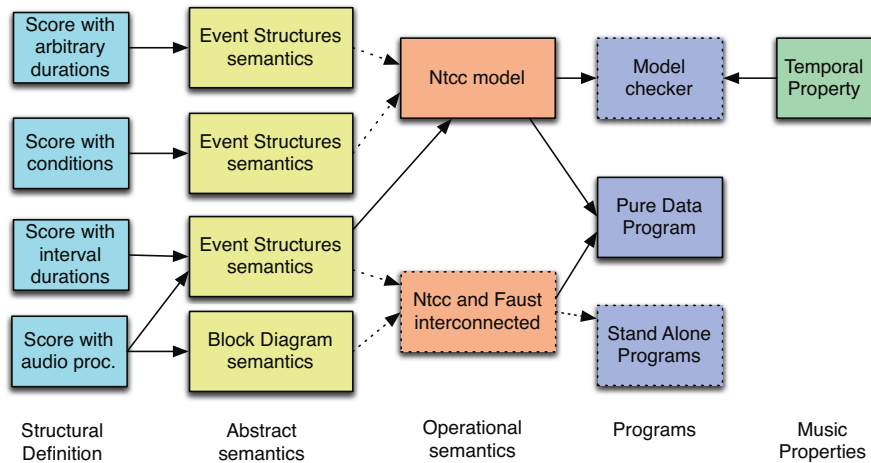 Score with
arbitrary
durations
Event Structures
semantics
Ntcc model
Model
checker
Temporal
Property
Score with
conditions
Event Structures
semantics
Score with
interval
durations
Event Structures
semantics
Pure Data
Program
Score with
audio proc.
Block Diagram
semantics
Ntcc and Faust
interconnected
Stand Alone
Programs
Structural
Definition
Abstract
semantics
Operational
semantics
Programs
Music
Properties